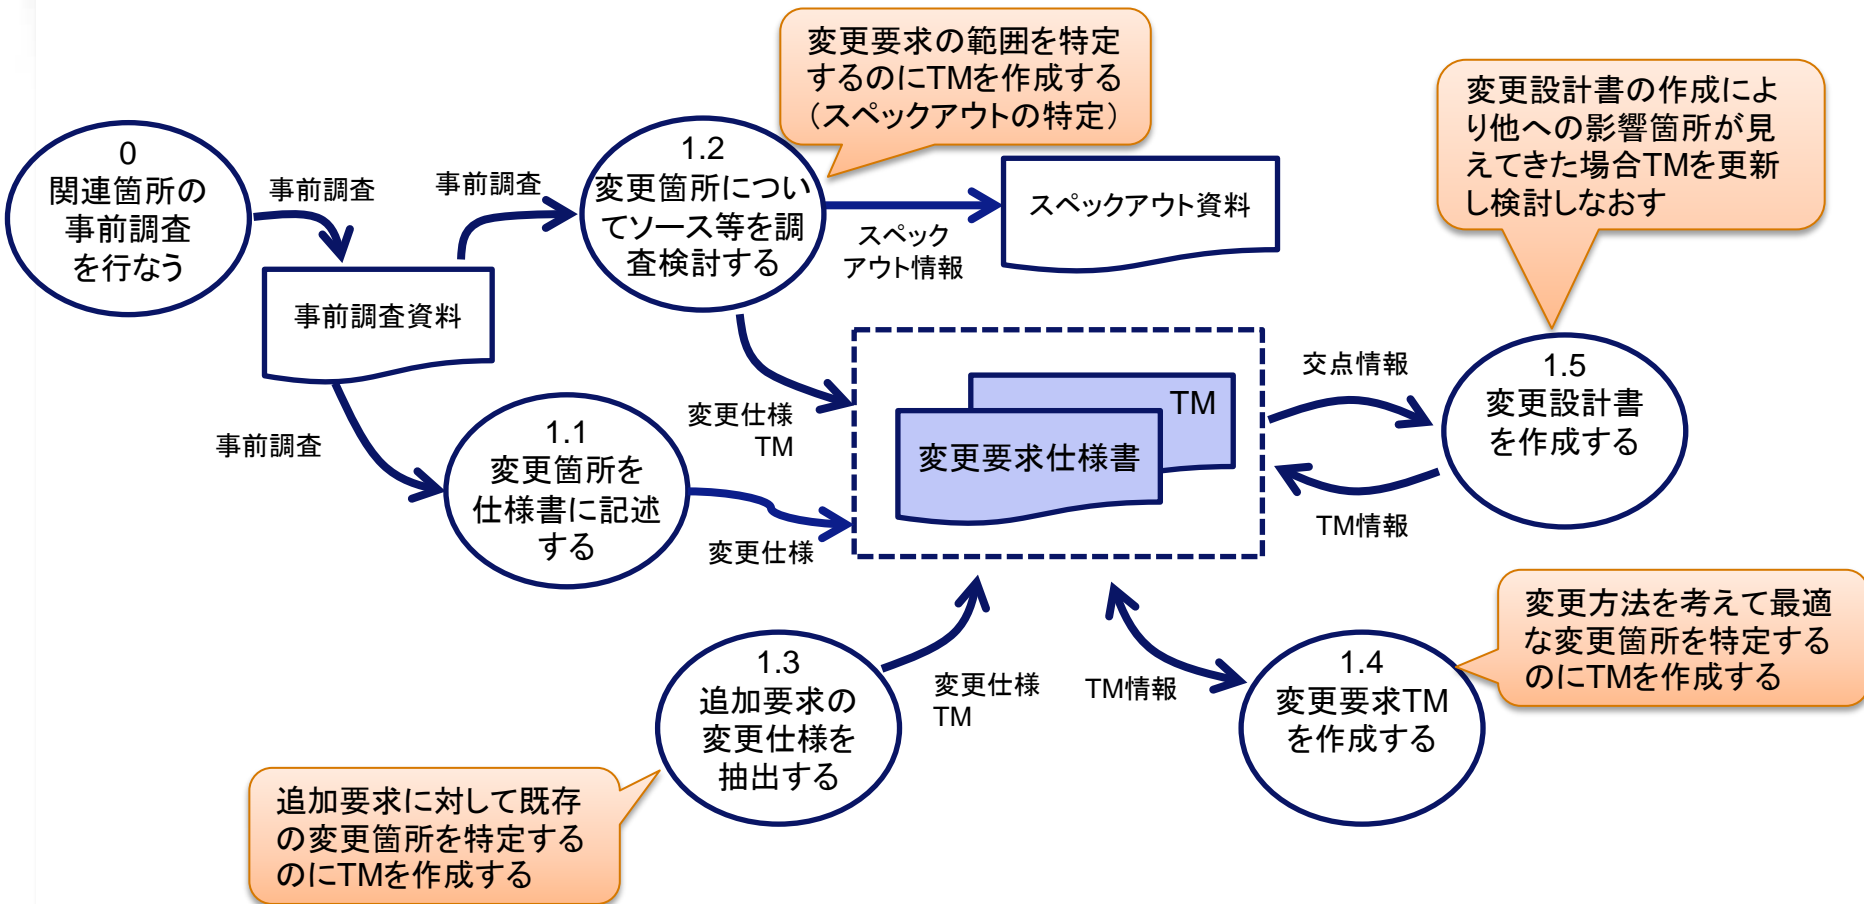 変更要求の範囲を特定
するのにTMを作成する
（スペックアウトの特定）
変更設計書の作成によ
り他への影響箇所が見
えてきた場合TMを更新
し検討しなおす
0
関連箇所の
事前調査
を行なう
事前調査
事前調査
1.2
変更箇所につい
てソース等を調
査検討する
スペック
アウト情報
スペックアウト資料
事前調査資料
事前調査
1.1
変更箇所を
仕様書に記述
する
変更仕様
TM
変更仕様
TM
変更要求仕様書
交点情報
TM情報
1.5
変更設計書
を作成する
1.3
追加要求の
変更仕様を
抽出する
変更仕様
TM
TM情報
1.4
変更要求TM
を作成する
変更方法を考えて最適
な変更箇所を特定する
のにTMを作成する
追加要求に対して既存
の変更箇所を特定する
のにTMを作成する